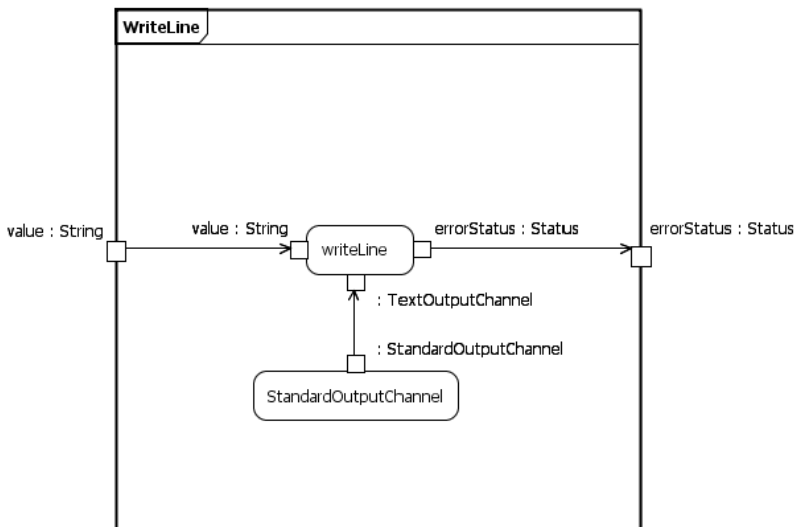 WriteLine
value : String
value : String
errorStatus : Status
errorStatus : Status
writeLine
: TextOutputChannel
: StandardOutputChannel
StandardOutputChannel